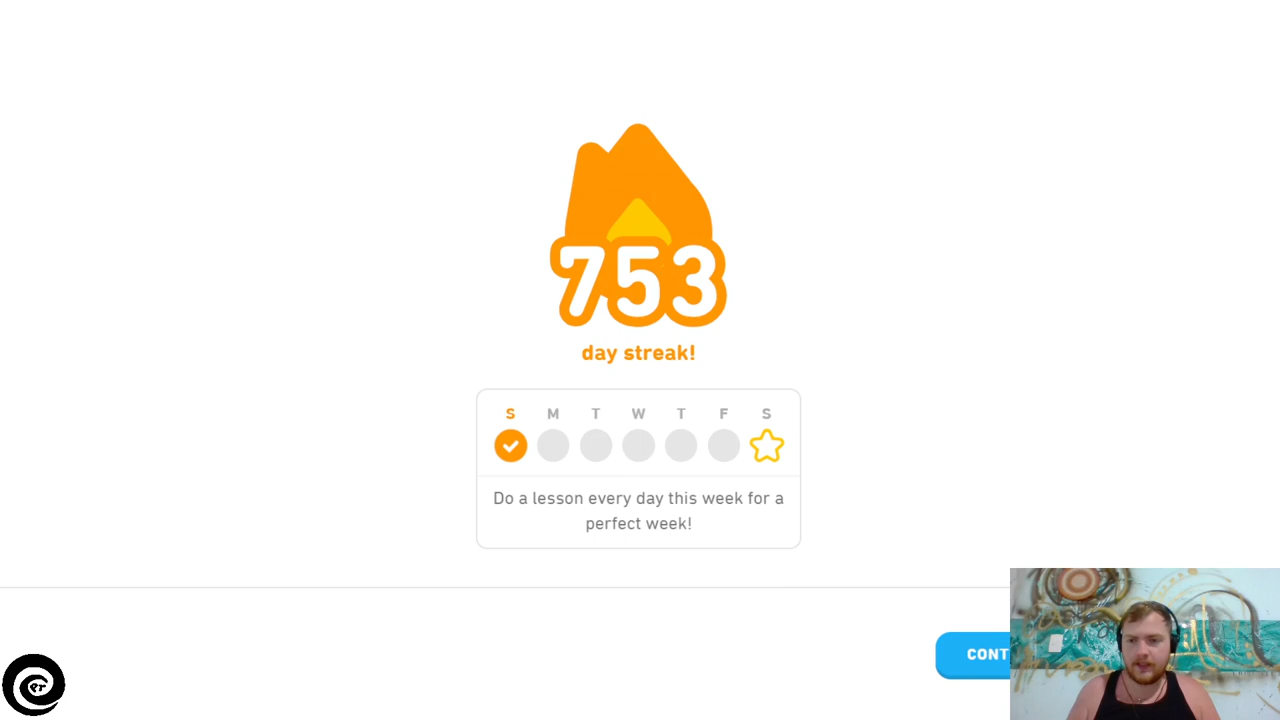 753
day streak!
S M T W T F S
Do a lesson every day this week for a
perfect week!
CONT